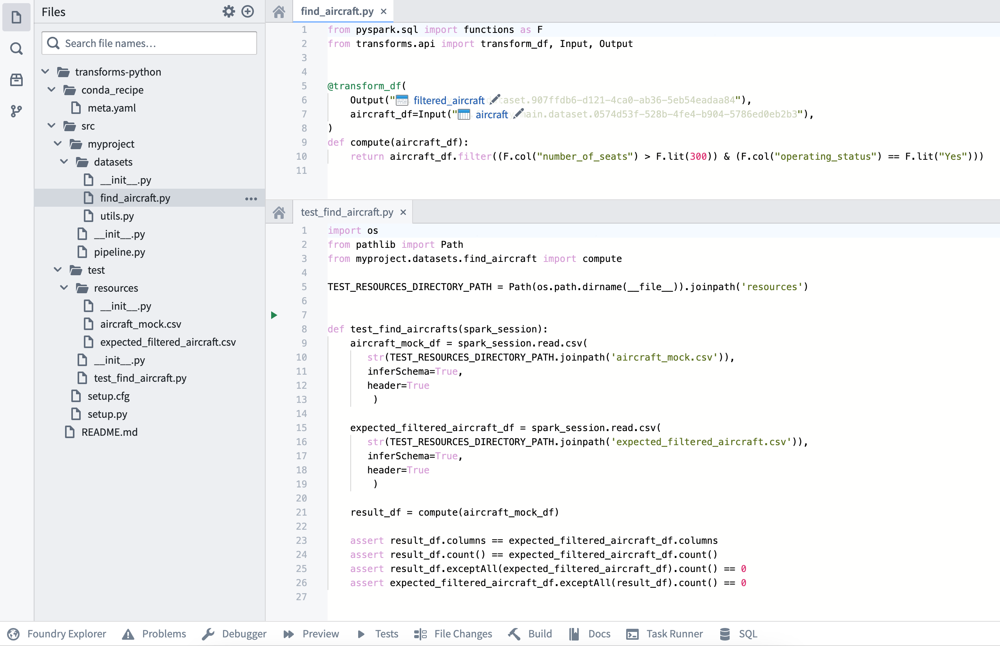 Files
Search file names...
transforms-python
conda_recipe
meta.yaml
src
myproject
datasets
__init__.py
find_aircraft.py
utils.py
__init__.py
pipeline.py
test
resources
__init__.py
aircraft_mock.csv
expected_filtered_aircraft.csv
__init__.py
test_find_aircraft.py
setup.cfg
setup.py
README.md
find_aircraft.py
1 from pyspark.sql import functions as F
2 from transforms.api import transform_df, Input, Output
3
4
5 @transform_df(
6     Output("filtered_aircraft taset.907ffdb6-d121-4ca0-ab36-5eb54eadaa84"),
7     aircraft_df=Input("aircraft main.dataset.0574d53f-528b-4fe4-b904-5786ed0eb2b3"),
8 )
9 def compute(aircraft_df):
10     return aircraft_df.filter((F.col("number_of_seats") > F.lit(300)) & (F.col("operating_status") == F.lit("Yes")))
11
test_find_aircraft.py
1 import os
2 from pathlib import Path
3 from myproject.datasets.find_aircraft import compute
4
5 TEST_RESOURCES_DIRECTORY_PATH = Path(os.path.dirname(__file__)).joinpath('resources')
6
7
8 def test_find_aircrafts(spark_session):
9     aircraft_mock_df = spark_session.read.csv(
10        str(TEST_RESOURCES_DIRECTORY_PATH.joinpath('aircraft_mock.csv')),
11        inferSchema=True,
12        header=True
13         )
14
15     expected_filtered_aircraft_df = spark_session.read.csv(
16        str(TEST_RESOURCES_DIRECTORY_PATH.joinpath('expected_filtered_aircraft.csv')),
17        inferSchema=True,
18        header=True
19         )
20
21     result_df = compute(aircraft_mock_df)
22
23     assert result_df.columns == expected_filtered_aircraft_df.columns
24     assert result_df.count() == expected_filtered_aircraft_df.count()
25     assert result_df.exceptAll(expected_filtered_aircraft_df).count() == 0
26     assert expected_filtered_aircraft_df.exceptAll(result_df).count() == 0
27
Foundry Explorer Problems Debugger Preview Tests File Changes Build Docs Task Runner SQL